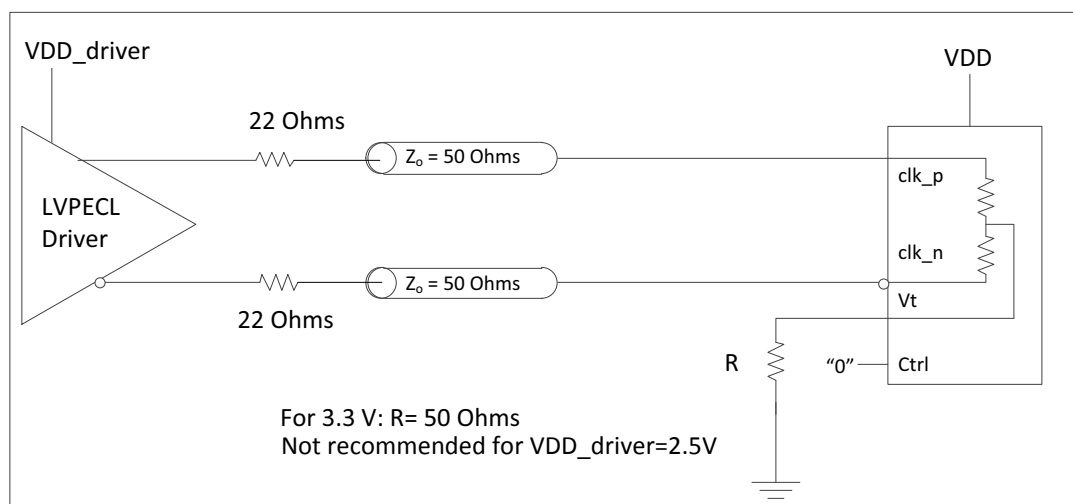 VDD_driver
VDD
22 Ohms
Zo = 50 Ohms
clk_p
LVPECL
Driver
clk_n
Zo = 50 Ohms
Vt
22 Ohms
R
“0”
Ctrl
For 3.3 V: R= 50 Ohms
Not recommended for VDD_driver=2.5V